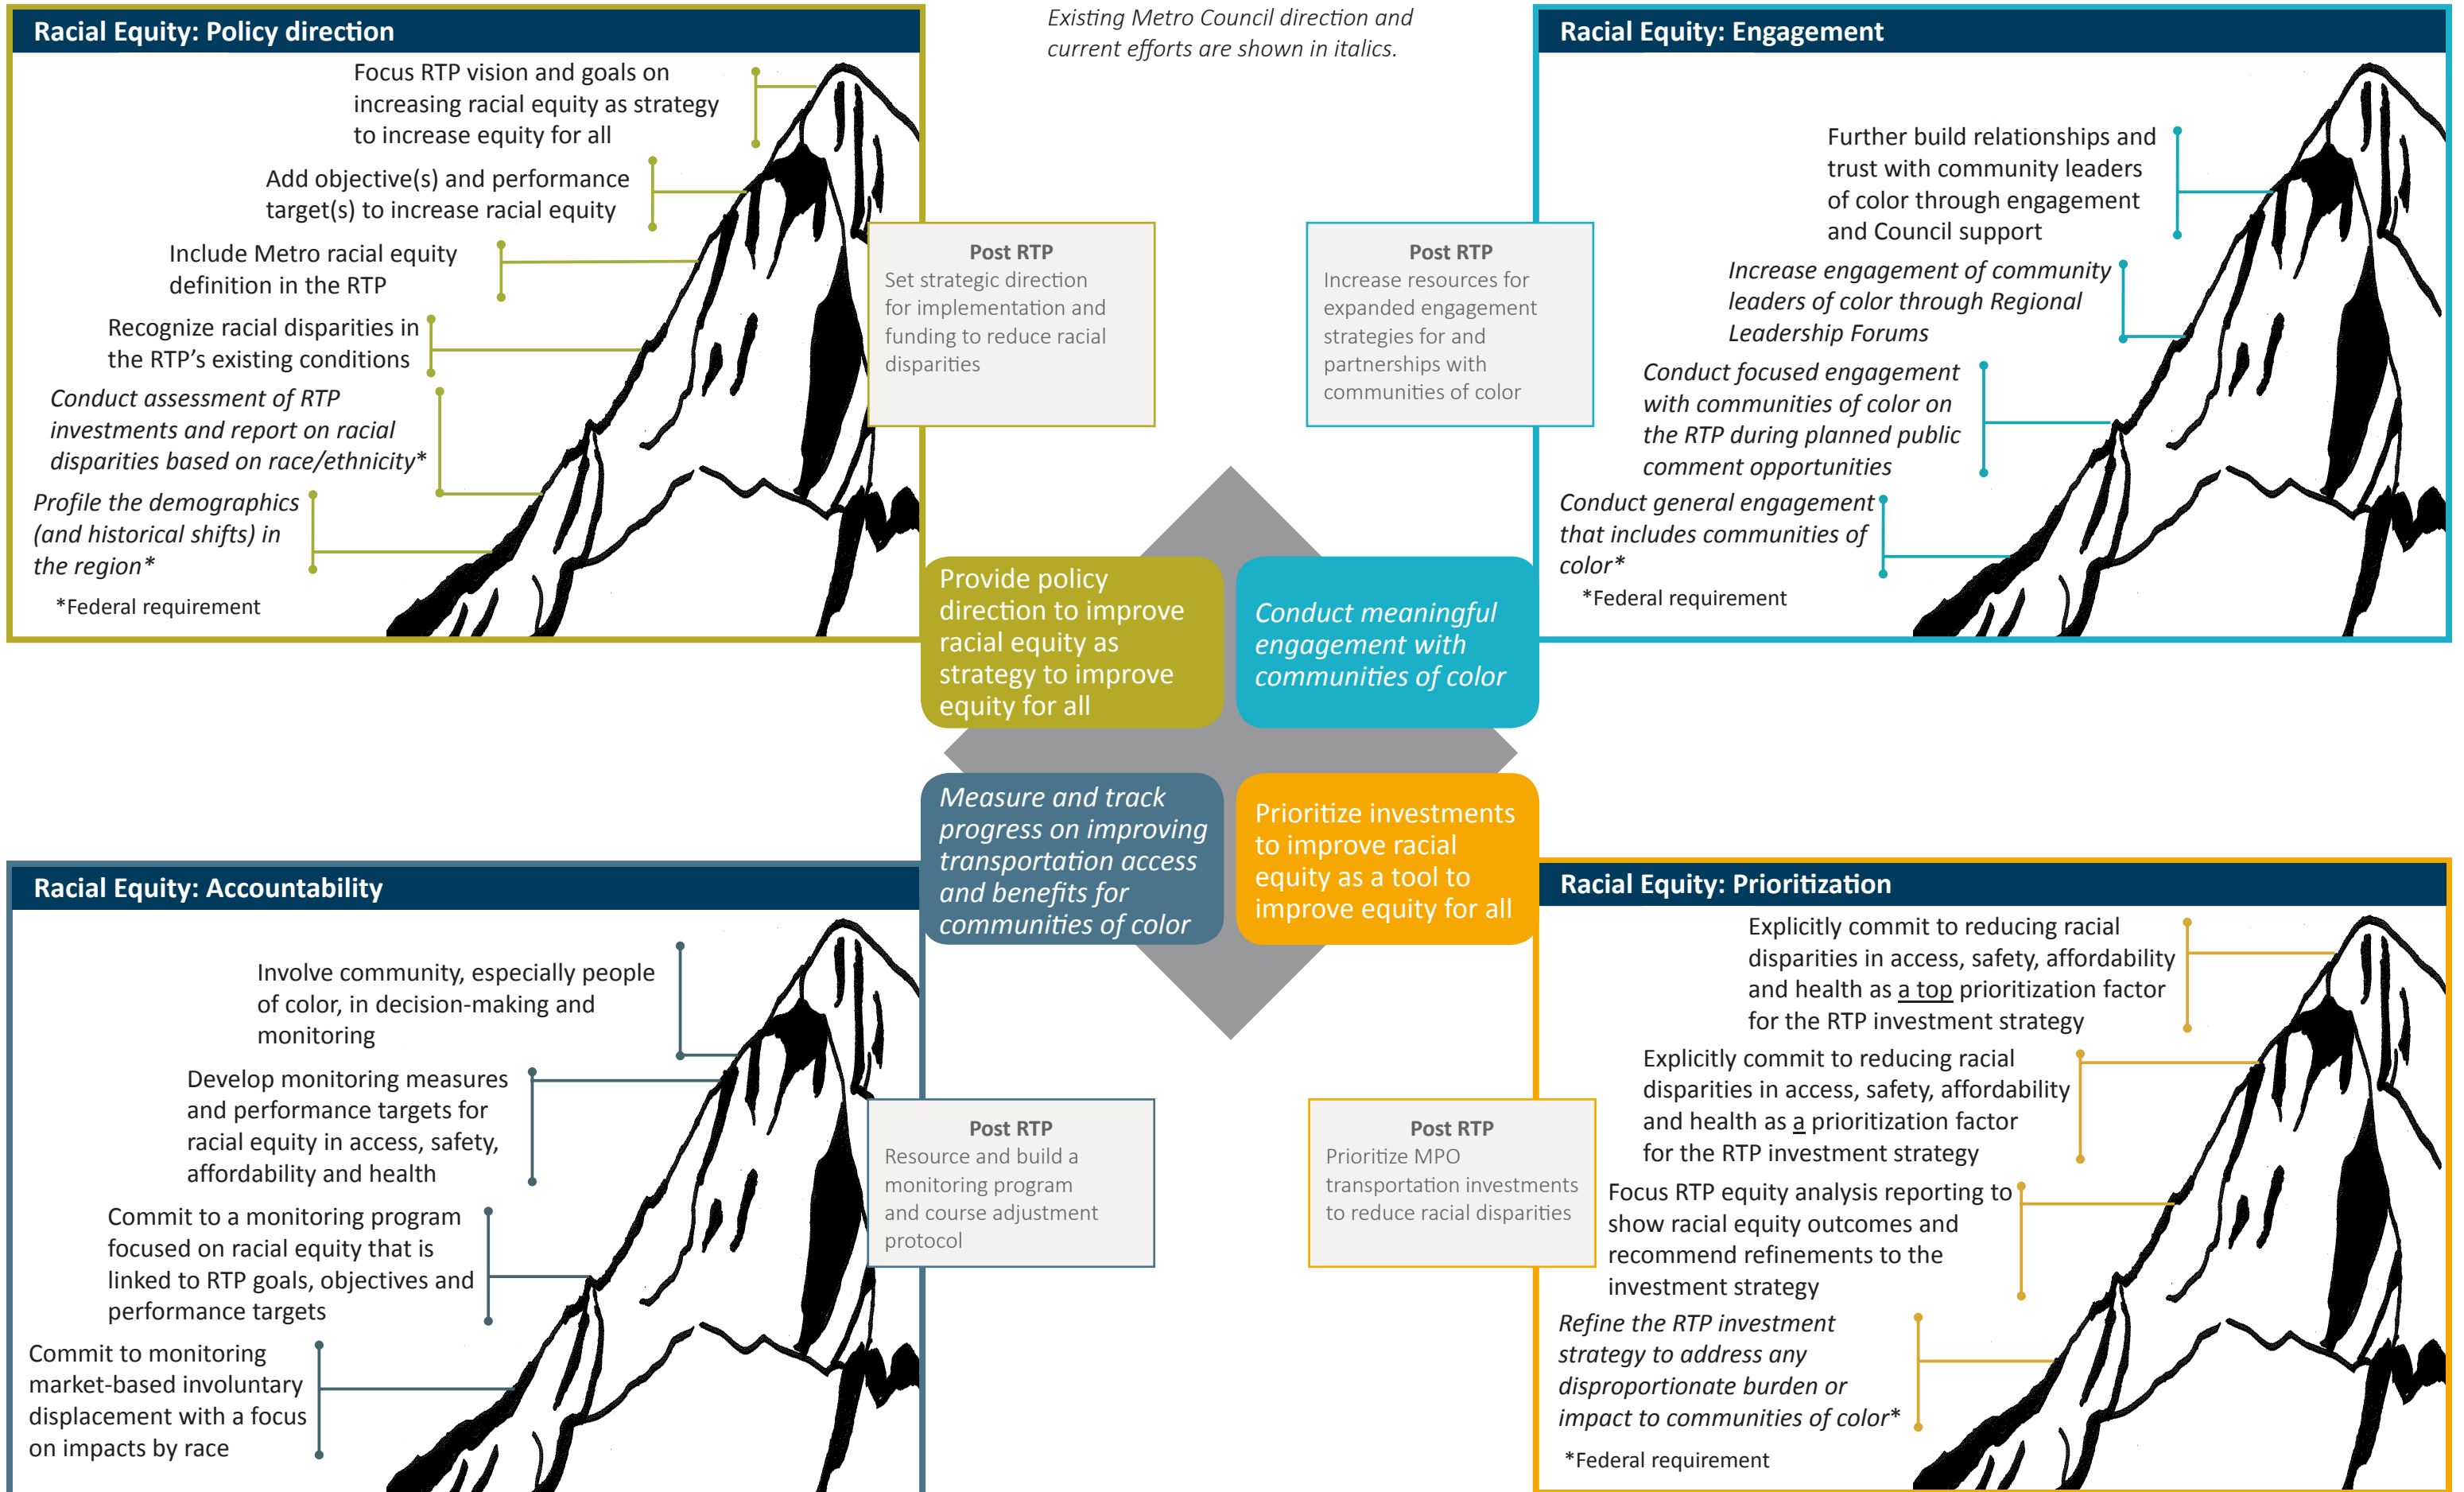 Existing Metro Council direction and
current efforts are shown in italics.
Racial Equity: Policy direction
Focus RTP vision and goals on
increasing racial equity as strategy
to increase equity for all
Add objective(s) and performance
target(s) to increase racial equity
Include Metro racial equity
definition in the RTP
Recognize racial disparities in
the RTP’s existing conditions
Conduct assessment of RTP
investments and report on racial
disparities based on race/ethnicity*
Profile the demographics
(and historical shifts) in
the region*
*Federal requirement
Post RTP
Set strategic direction
for implementation and
funding to reduce racial
disparities
Racial Equity: Engagement
Further build relationships and
trust with community leaders
of color through engagement
and Council support
Increase engagement of community
leaders of color through Regional
Leadership Forums
Conduct focused engagement
with communities of color on
the RTP during planned public
comment opportunities
Conduct general engagement
that includes communities of
color*
*Federal requirement
Post RTP
Increase resources for
expanded engagement
strategies for and
partnerships with
communities of color
Provide policy
direction to improve
racial equity as
strategy to improve
equity for all
Conduct meaningful
engagement with
communities of color
Measure and track
progress on improving
transportation access
and benefits for
communities of color
Prioritize investments
to improve racial
equity as a tool to
improve equity for all
Racial Equity: Accountability
Involve community, especially people
of color, in decision-making and
monitoring
Develop monitoring measures
and performance targets for
racial equity in access, safety,
affordability and health
Commit to a monitoring program
focused on racial equity that is
linked to RTP goals, objectives and
performance targets
Commit to monitoring
market-based involuntary
displacement with a focus
on impacts by race
Post RTP
Resource and build a
monitoring program
and course adjustment
protocol
Racial Equity: Prioritization
Explicitly commit to reducing racial
disparities in access, safety, affordability
and health as a top prioritization factor
for the RTP investment strategy
Explicitly commit to reducing racial
disparities in access, safety, affordability
and health as a prioritization factor
for the RTP investment strategy
Focus RTP equity analysis reporting to
show racial equity outcomes and
recommend refinements to the
investment strategy
Refine the RTP investment
strategy to address any
disproportionate burden or
impact to communities of color*
*Federal requirement
Post RTP
Prioritize MPO
transportation investments
to reduce racial disparities